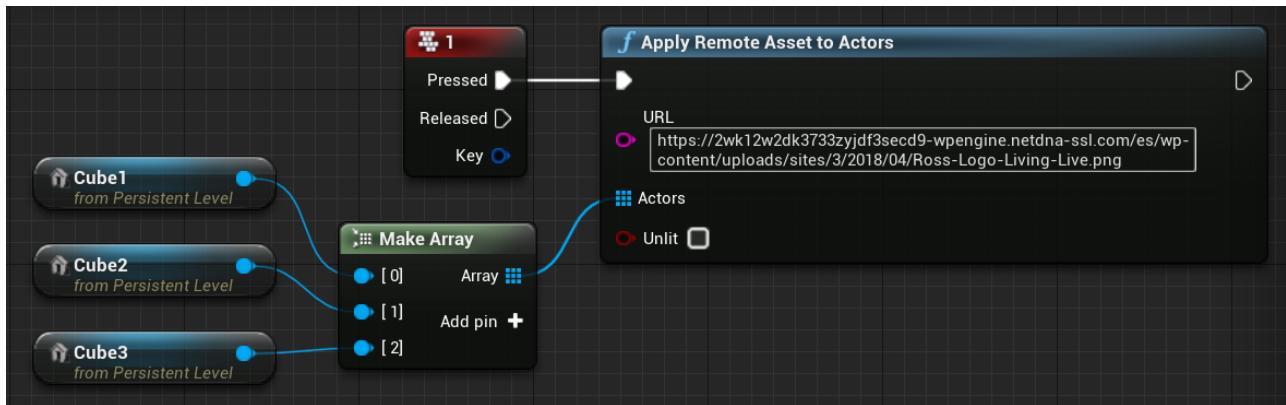 1
Pressed
Released
Key
Apply Remote Asset to Actors
URL
https://2wk12w2dk3733zyjdf3secd9-wpengine.netdna-ssl.com/es/wp-
content/uploads/sites/3/2018/04/Ross-Logo-Living-Live.png
Actors
Unlit
Cube1
from Persistent Level
Cube2
from Persistent Level
Cube3
from Persistent Level
Make Array
[ 0] Array
[ 1] Add pin
[ 2]